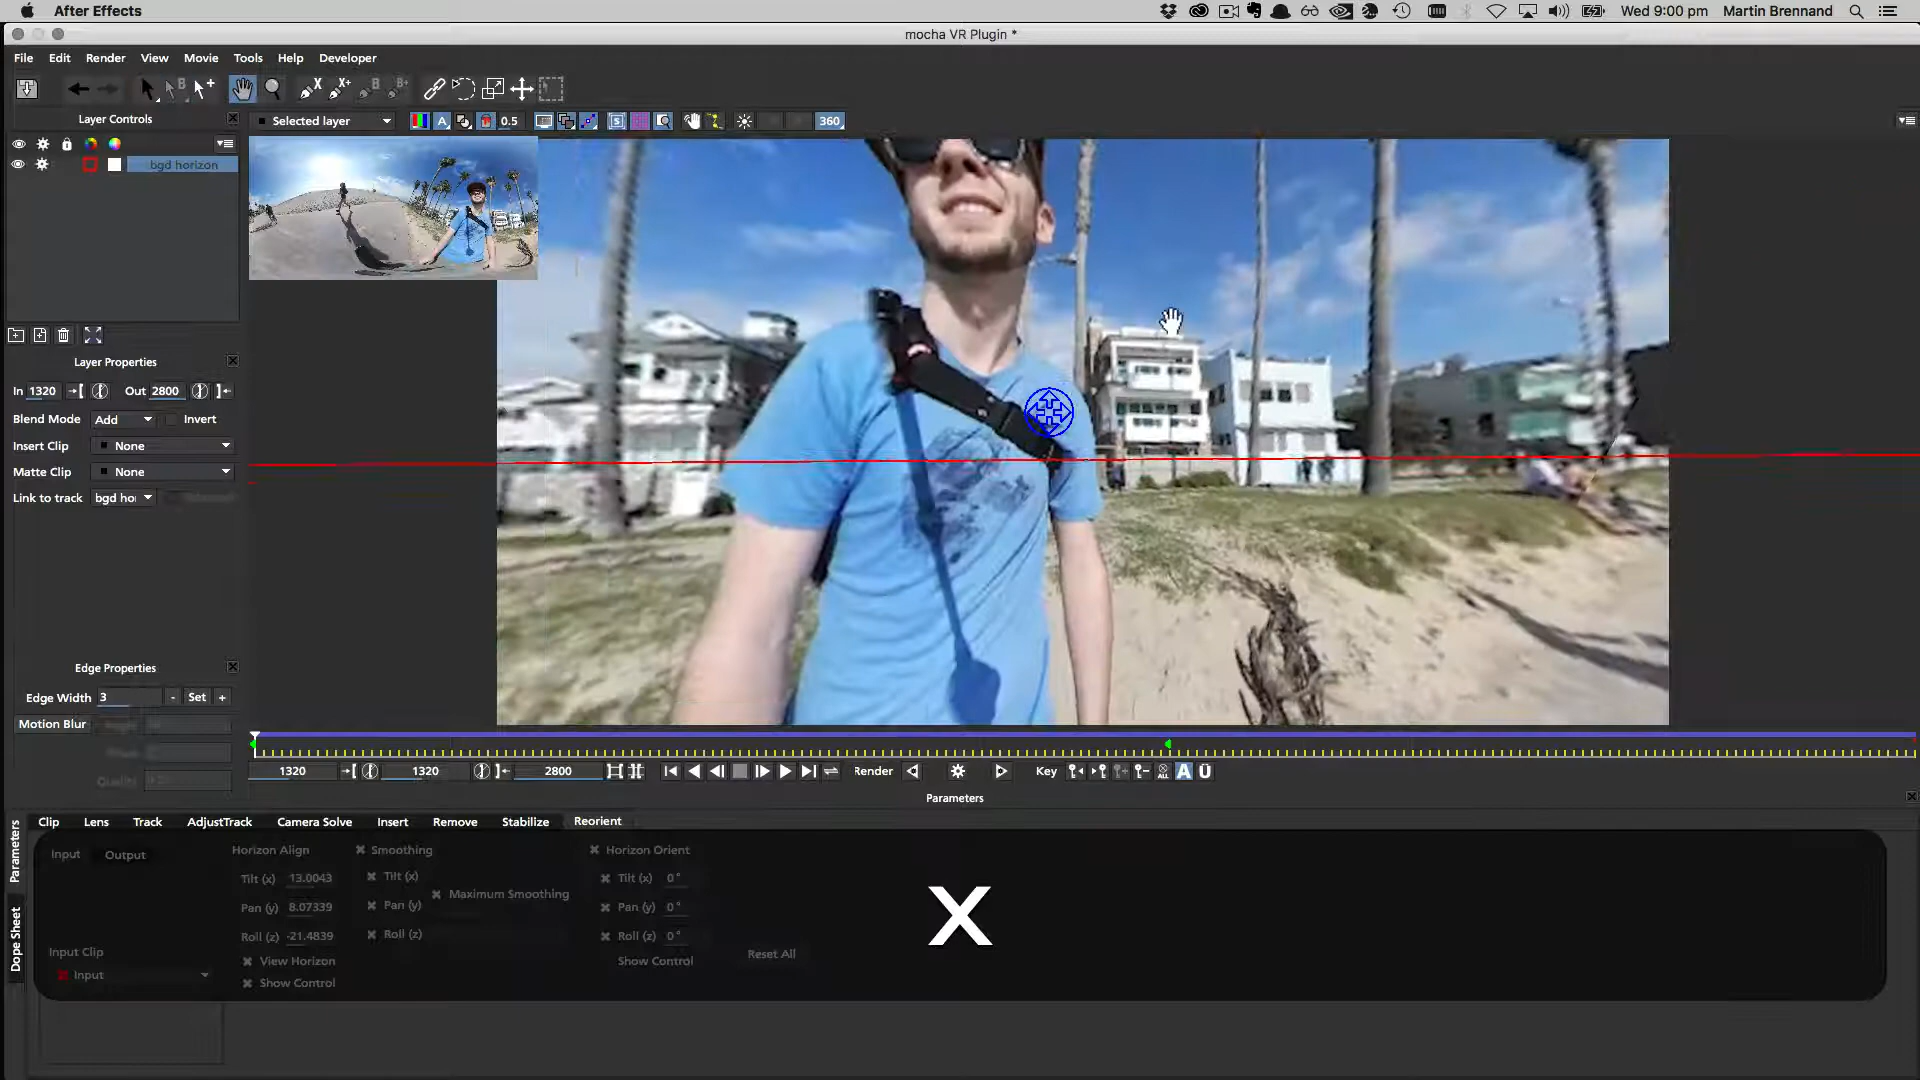 After Effects
Wed 9:00 pm Martin Brennand
mocha VR Plugin *
File Edit Render View Movie Tools Help Developer
Layer Controls
Selected layer A 0.5 360
bgd horizon
Layer Properties
In 1320 Out 2800
Blend Mode Add Invert
Insert Clip None
Matte Clip None
Link to track bgd ho
Edge Properties
Edge Width 3 - Set +
Motion Blur
Quality
1320 1320 2800 Render Key ALL A Ü
Parameters
Clip Lens Track AdjustTrack Camera Solve Insert Remove Stabilize Reorient
Parameters
Dope Sheet
Input Output
Horizon Align Smoothing Horizon Orient
Tilt (x) 13.0043 Tilt (x) Tilt (x) 0°
Maximum Smoothing
Pan (y) 8.07339 Pan (y) Pan (y) 0°
Roll (z) -21.4839 Roll (z) Roll (z) 0°
Input Clip View Horizon Show Control Reset All
Input Show Control
X